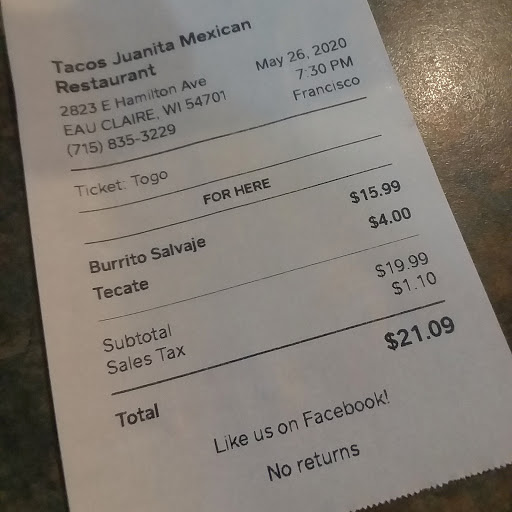 Tacos Juanita Mexican
Restaurant
2823 E Hamilton Ave
EAU CLAIRE, WI 54701
(715) 835-3229
May 26, 2020
7:30 PM
Francisco
Ticket: Togo
FOR HERE
Burrito Salvaje $15.99
Tecate $4.00
Subtotal $19.99
Sales Tax $1.10
Total $21.09
Like us on Facebook!
No returns